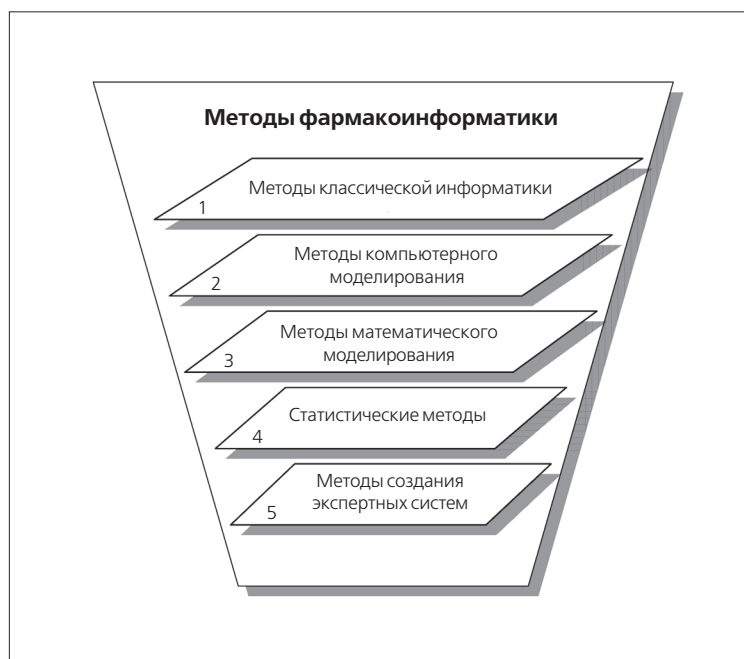 Методы фармакоинформатики
Методы классической информатики
1
Методы компьютерного
моделирования
2
Методы математического
моделирования
3
Статистические методы
4
Методы создания
экспертных систем
5